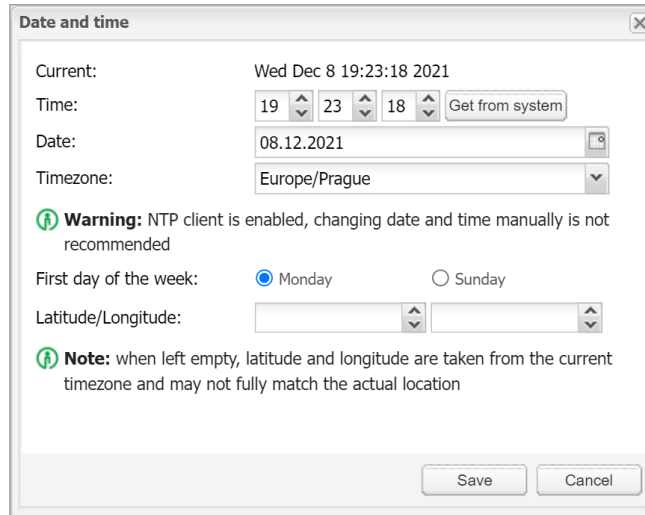 Date and time
Current: Wed Dec 8 19:23:18 2021
Time: 19 23 18 Get from system
Date: 08.12.2021
Timezone: Europe/Prague
Warning: NTP client is enabled, changing date and time manually is not
recommended
First day of the week: Monday Sunday
Latitude/Longitude:
Note: when left empty, latitude and longitude are taken from the current
timezone and may not fully match the actual location
Save Cancel